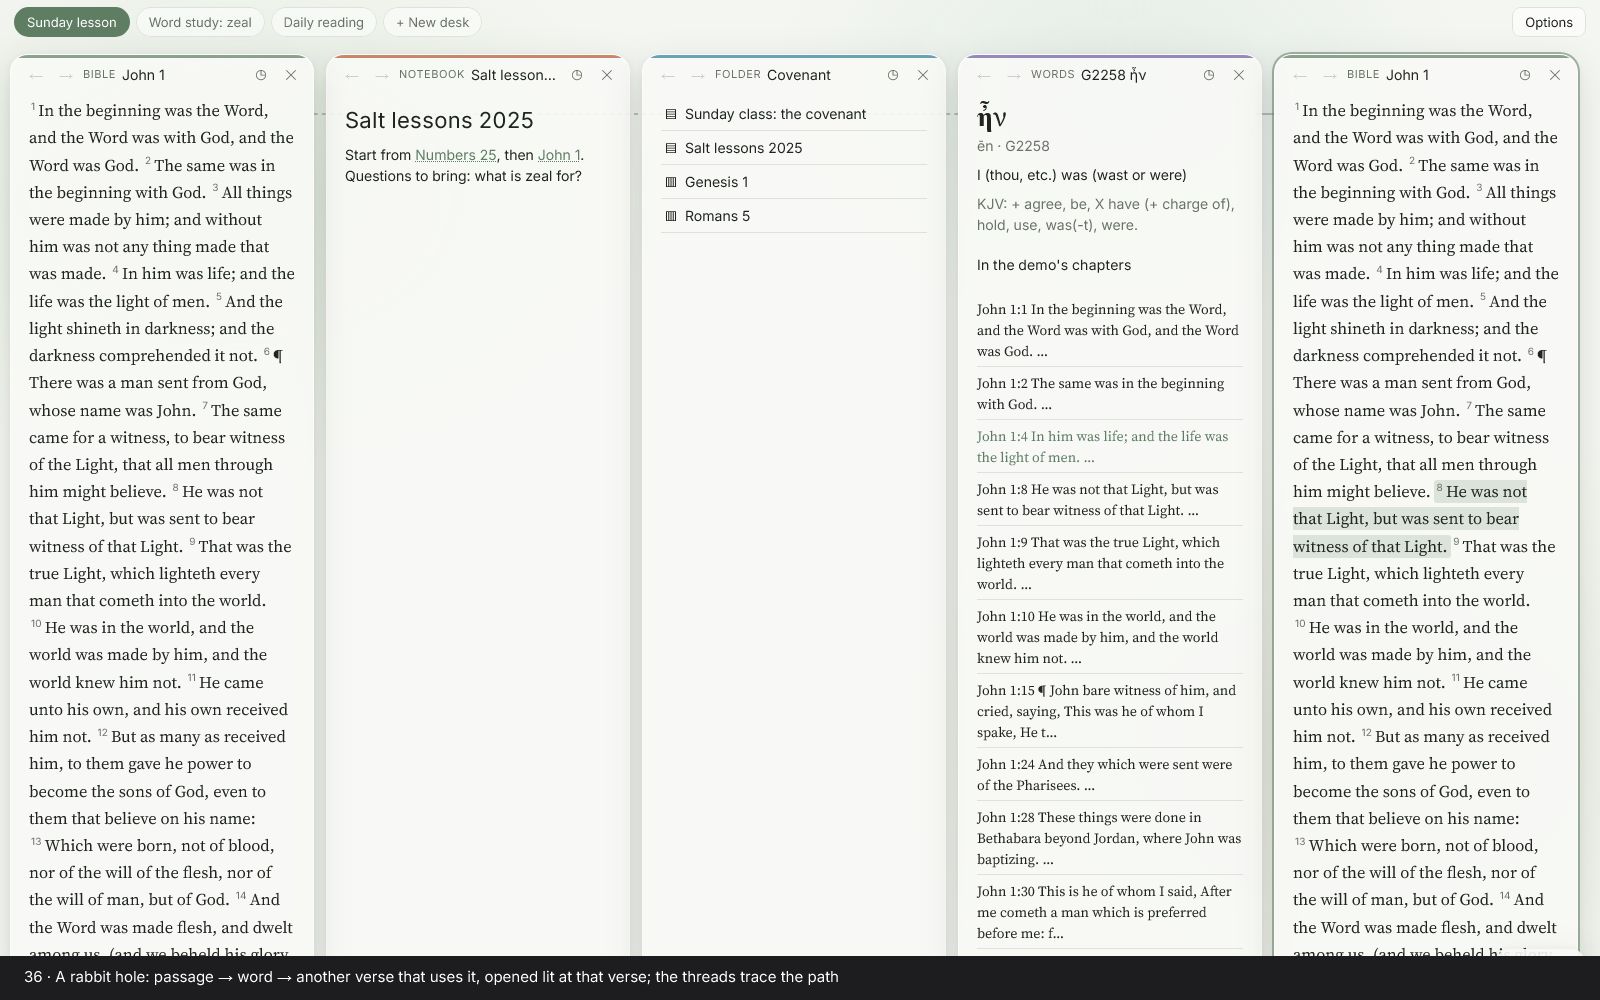 Sunday lesson
Word study: zeal
Daily reading
+ New desk
Options
← → BIBLE John 1
1 In the beginning was the Word,
and the Word was with God, and the
Word was God. 2 The same was in
the beginning with God. 3 All things
were made by him; and without
him was not any thing made that
was made. 4 In him was life; and the
life was the light of men. 5 And the
light shineth in darkness; and the
darkness comprehended it not. 6 ¶
There was a man sent from God,
whose name was John. 7 The same
came for a witness, to bear witness
of the Light, that all men through
him might believe. 8 He was not
that Light, but was sent to bear
witness of that Light. 9 That was the
true Light, which lighteth every
man that cometh into the world.
10 He was in the world, and the
world was made by him, and the
world knew him not. 11 He came
unto his own, and his own received
him not. 12 But as many as received
him, to them gave he power to
become the sons of God, even to
them that believe on his name:
13 Which were born, not of blood,
nor of the will of the flesh, nor of
the will of man, but of God. 14 And
the Word was made flesh, and dwelt
among us, (and we beheld his glory,
← → NOTEBOOK Salt lesson...
Salt lessons 2025
Start from Numbers 25, then John 1.
Questions to bring: what is zeal for?
← → FOLDER Covenant
Sunday class: the covenant
Salt lessons 2025
Genesis 1
Romans 5
← → WORDS G2258 ἦν
ἦν
ēn · G2258
I (thou, etc.) was (wast or were)
KJV: + agree, be, X have (+ charge of),
hold, use, was(-t), were.
In the demo's chapters
John 1:1 In the beginning was the Word,
and the Word was with God, and the Word
was God. ...
John 1:2 The same was in the beginning
with God. ...
John 1:4 In him was life; and the life was
the light of men. ...
John 1:8 He was not that Light, but was
sent to bear witness of that Light. ...
John 1:9 That was the true Light, which
lighteth every man that cometh into the
world. ...
John 1:10 He was in the world, and the
world was made by him, and the world
knew him not. ...
John 1:15 ¶ John bare witness of him, and
cried, saying, This was he of whom I
spake, He t...
John 1:24 And they which were sent were
of the Pharisees. ...
John 1:28 These things were done in
Bethabara beyond Jordan, where John was
baptizing. ...
John 1:30 This is he of whom I said, After
me cometh a man which is preferred
before me: f...
← → BIBLE John 1
1 In the beginning was the Word,
and the Word was with God, and the
Word was God. 2 The same was in
the beginning with God. 3 All things
were made by him; and without
him was not any thing made that
was made. 4 In him was life; and the
life was the light of men. 5 And the
light shineth in darkness; and the
darkness comprehended it not. 6 ¶
There was a man sent from God,
whose name was John. 7 The same
came for a witness, to bear witness
of the Light, that all men through
him might believe. 8 He was not
that Light, but was sent to bear
witness of that Light. 9 That was the
true Light, which lighteth every
man that cometh into the world.
10 He was in the world, and the
world was made by him, and the
world knew him not. 11 He came
unto his own, and his own received
him not. 12 But as many as received
him, to them gave he power to
become the sons of God, even to
them that believe on his name:
13 Which were born, not of blood,
nor of the will of the flesh, nor of
the will of man, but of God. 14 And
the Word was made flesh, and dwelt
among us, (and we beheld his glory,
36 · A rabbit hole: passage → word → another verse that uses it, opened lit at that verse; the threads trace the path